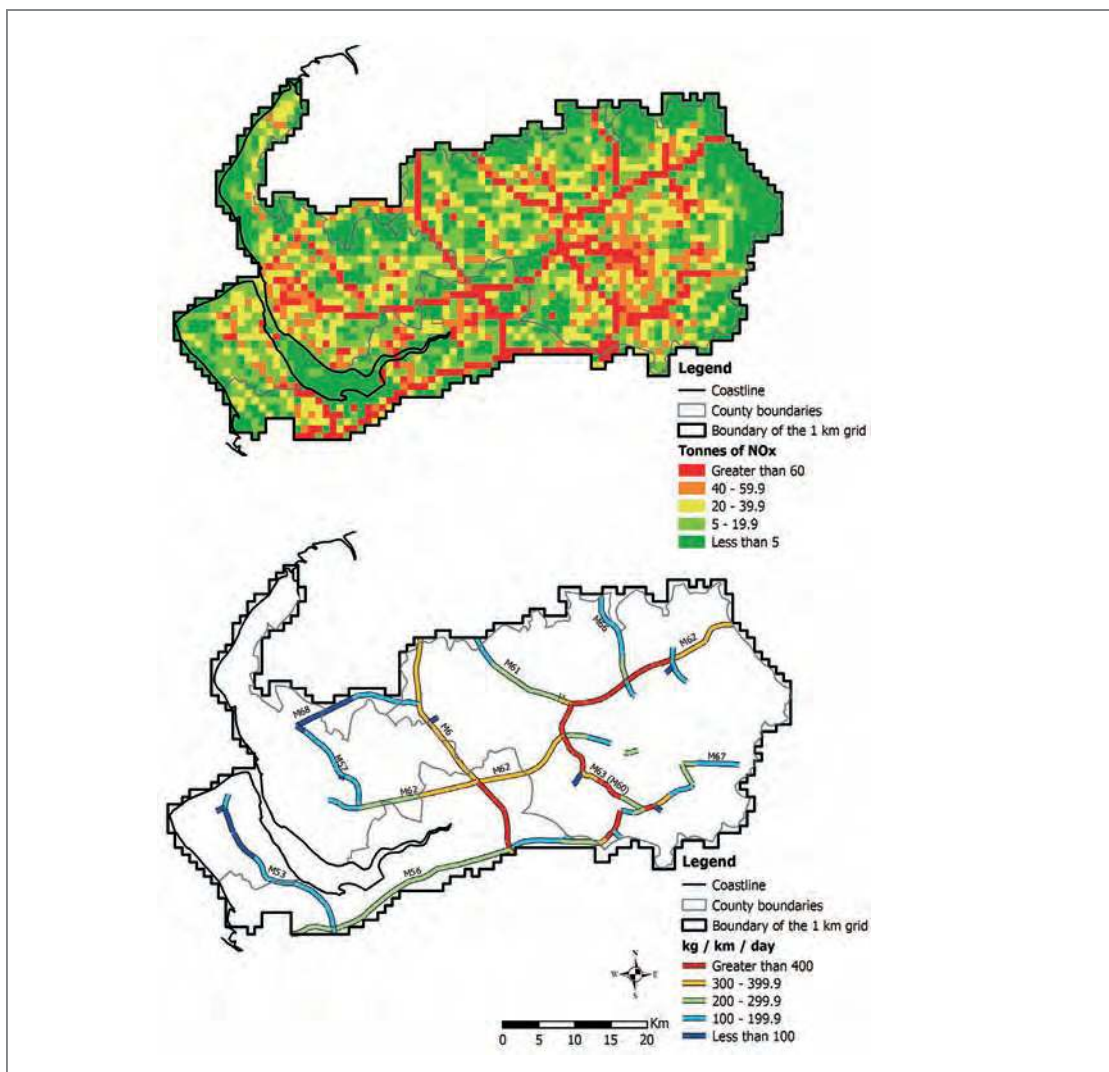 Legend
Coastline
County boundaries
Boundary of the 1 km grid
Tonnes of NOx
Greater than 60
40 - 59.9
20 - 39.9
5 - 19.9
Less than 5
M66
M62
M61
M68
M6
M57
M62
M62
M63 (M60)
M67
M53
M56
Legend
Coastline
County boundaries
Boundary of the 1 km grid
kg / km / day
Greater than 400
300 - 399.9
200 - 299.9
100 - 199.9
Less than 100
N
W E
S
Km
0 5 10 15 20